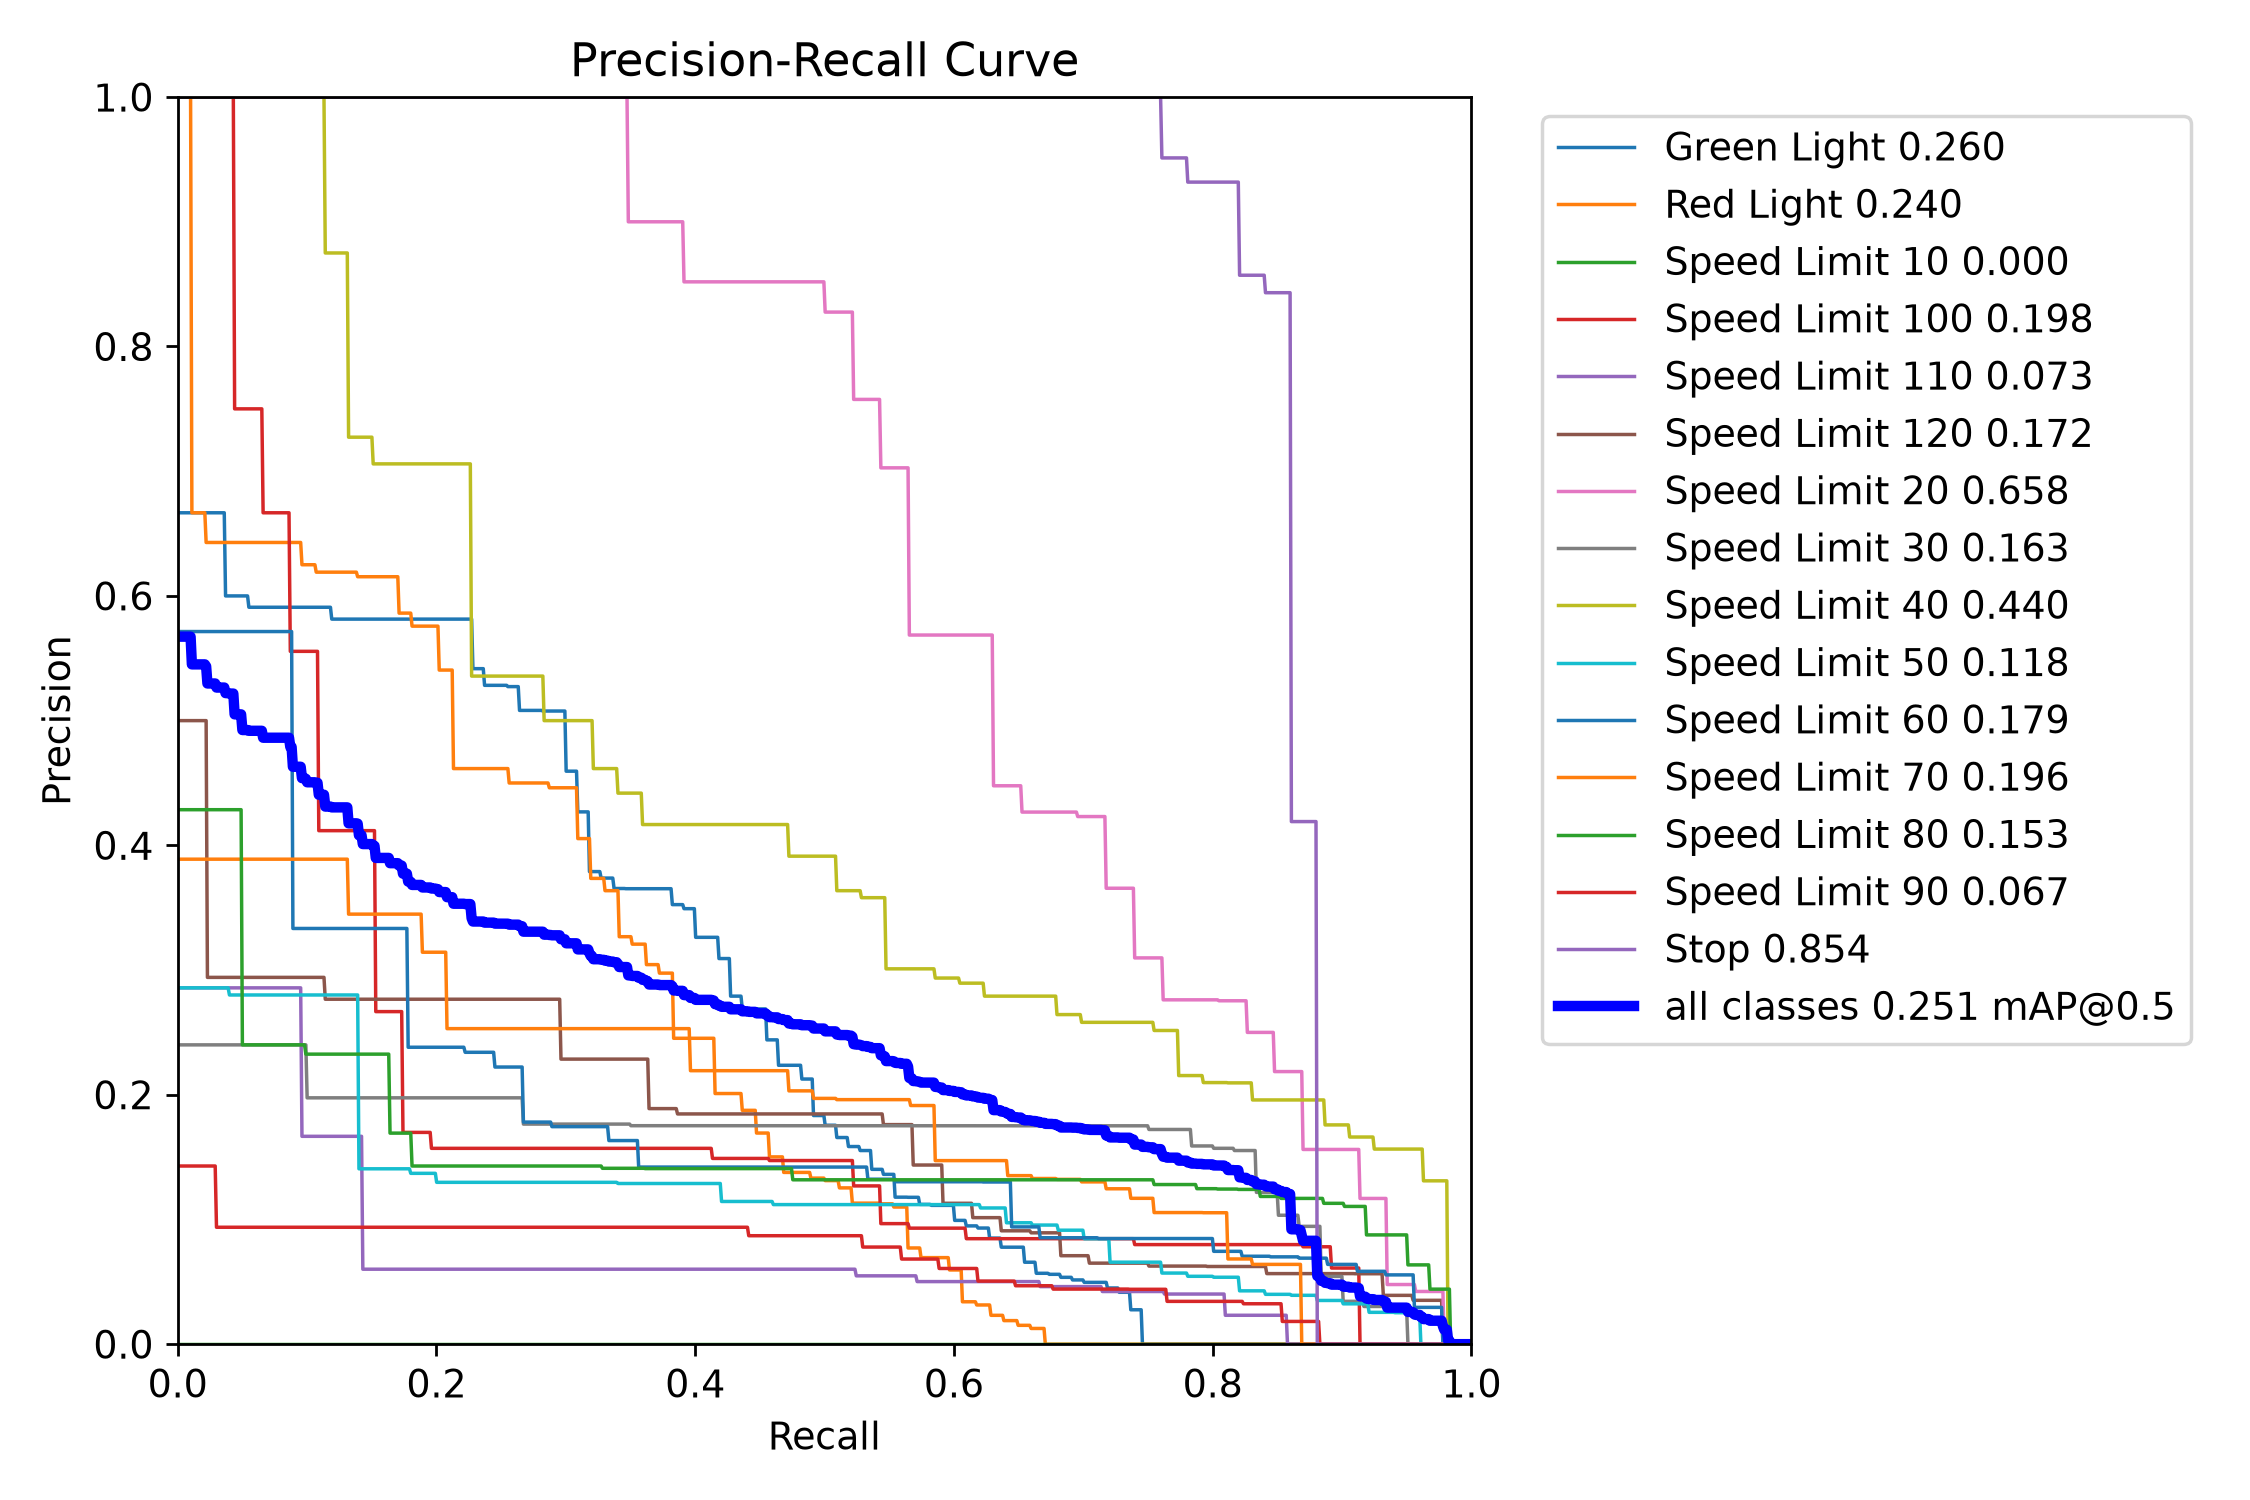 Precision-Recall Curve
1.0
0.8
0.6
0.4
0.2
0.0
Precision
0.0 0.2 0.4 0.6 0.8 1.0
Recall
Green Light 0.260
Red Light 0.240
Speed Limit 10 0.000
Speed Limit 100 0.198
Speed Limit 110 0.073
Speed Limit 120 0.172
Speed Limit 20 0.658
Speed Limit 30 0.163
Speed Limit 40 0.440
Speed Limit 50 0.118
Speed Limit 60 0.179
Speed Limit 70 0.196
Speed Limit 80 0.153
Speed Limit 90 0.067
Stop 0.854
all classes 0.251 mAP@0.5